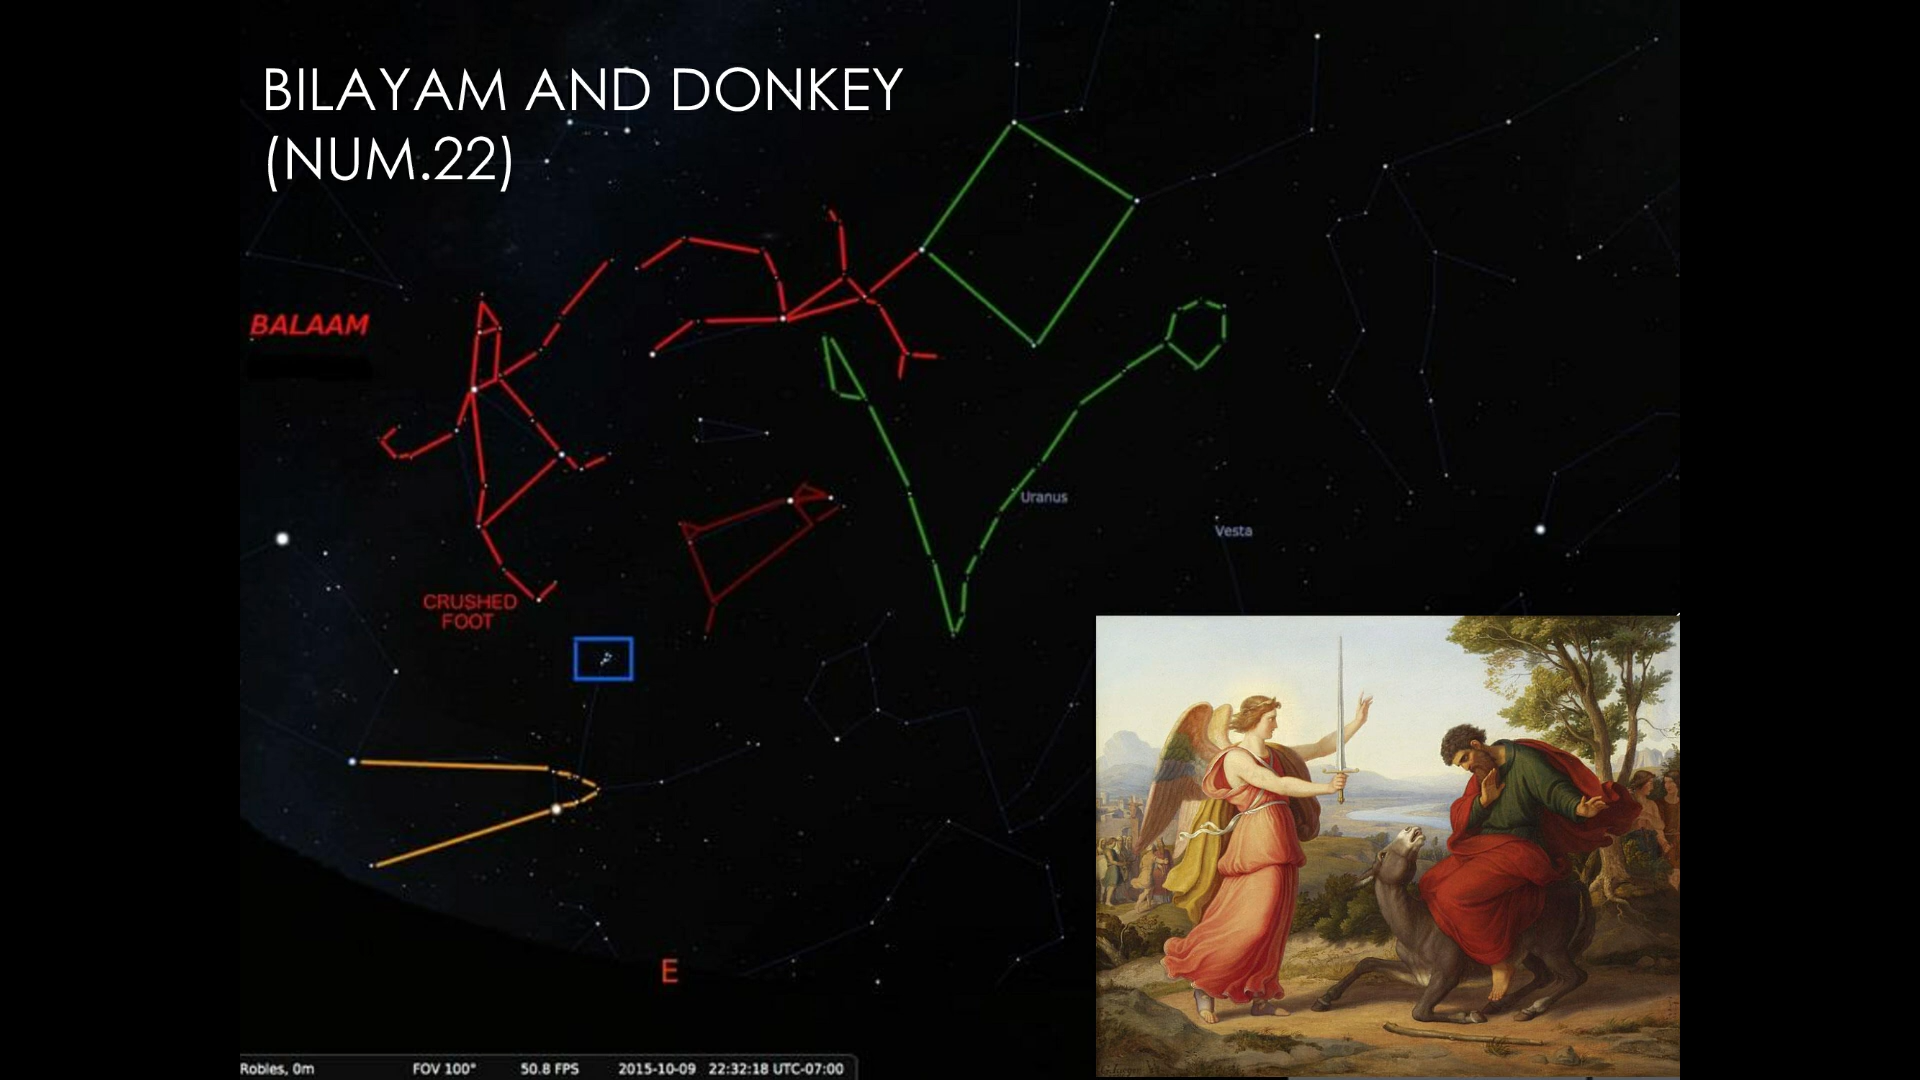 BILAYAM AND DONKEY
(NUM.22)
BALAAM
Uranus
Vesta
CRUSHED
FOOT
E
Robles, 0m FOV 100° 50.8 FPS 2015-10-09 22:32:18 UTC-07:00